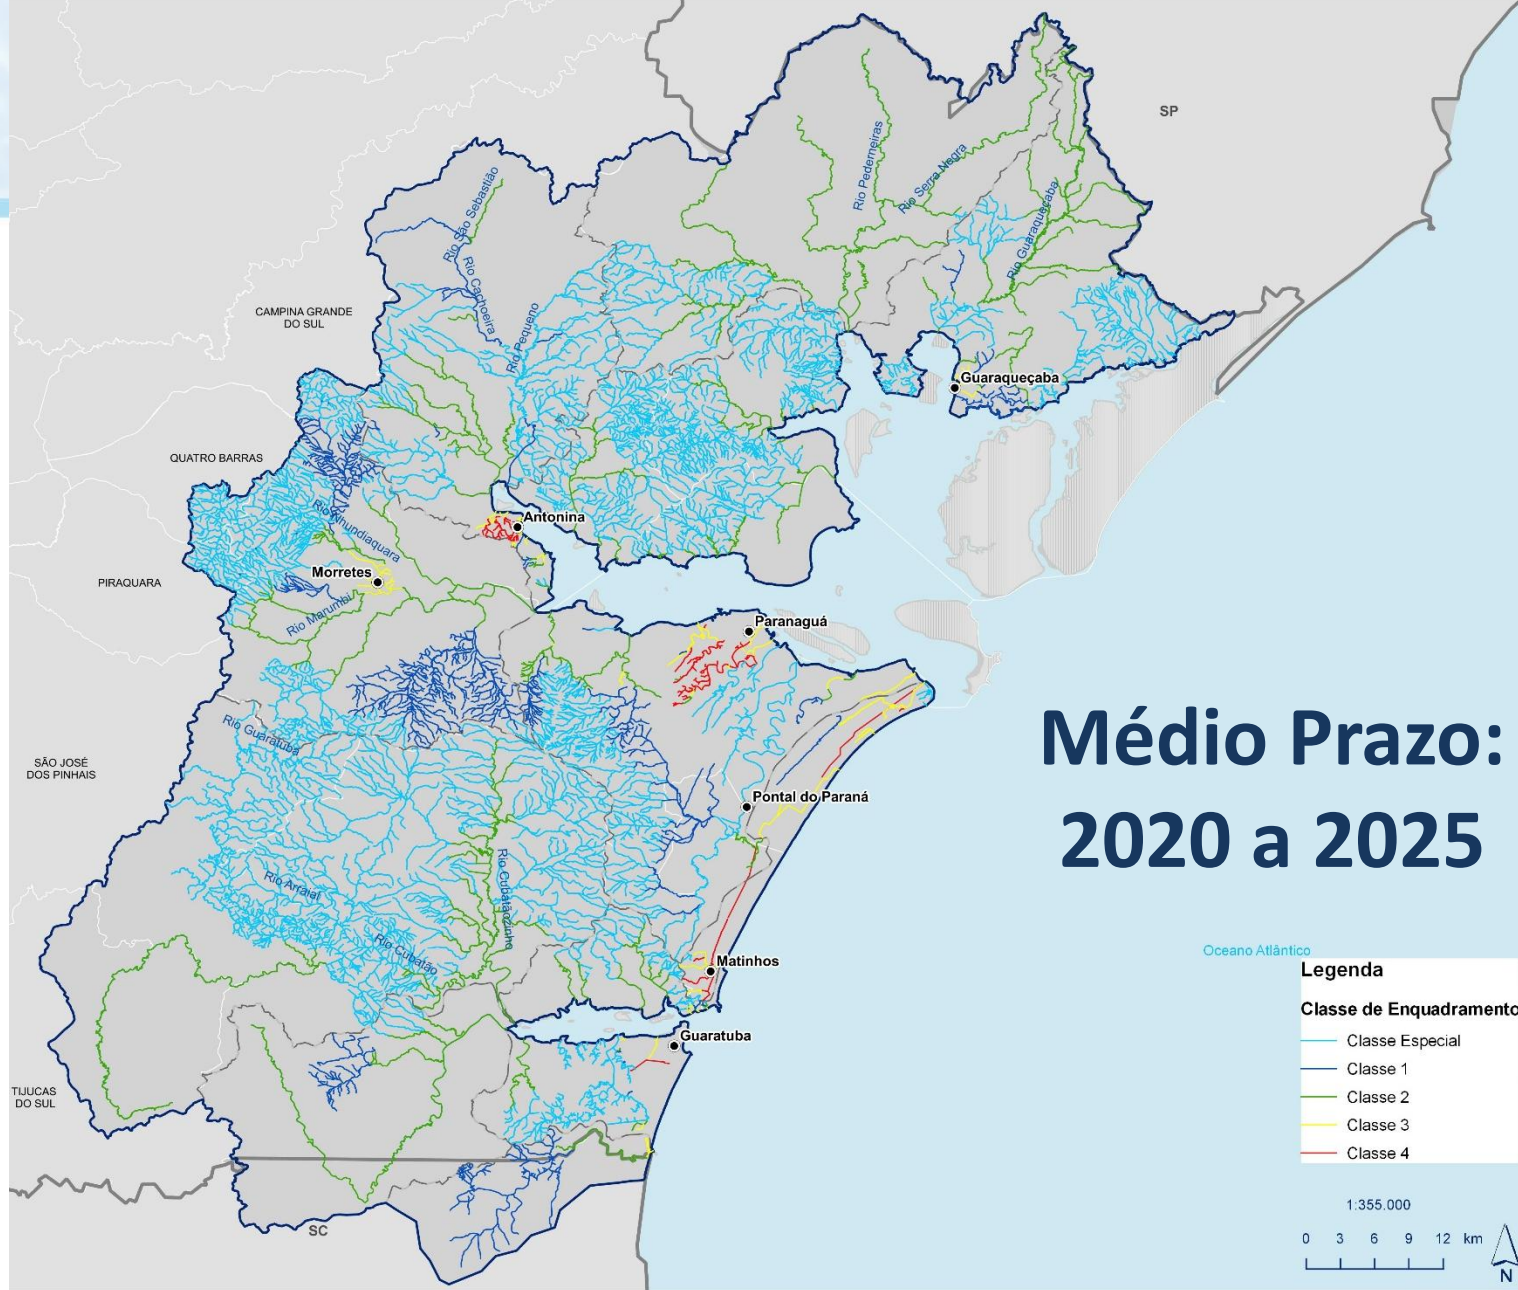 SP
Rio Pederneiras
Rio Serra Negra
Rio São Sebastião
Rio Guaraqueçaba
Rio Cachoeira
CAMPINA GRANDE
DO SUL
Rio Pequeno
Guaraqueçaba
QUATRO BARRAS
Rio Nhundiaquara
Antonina
Morretes
PIRAQUARA
Rio Marumbi
Paranaguá
Rio Guaratuba
Médio Prazo:
2020 a 2025
SÃO JOSÉ
DOS PINHAIS
Pontal do Paraná
Rio Arraial
Rio Cubatãozinho
Rio Cubatão
Matinhos
Oceano Atlântico
Guaratuba
TIJUCAS
DO SUL
SC
Legenda
Classe de Enquadramento
Classe Especial
Classe 1
Classe 2
Classe 3
Classe 4
1:355.000
0 3 6 9 12 km
N